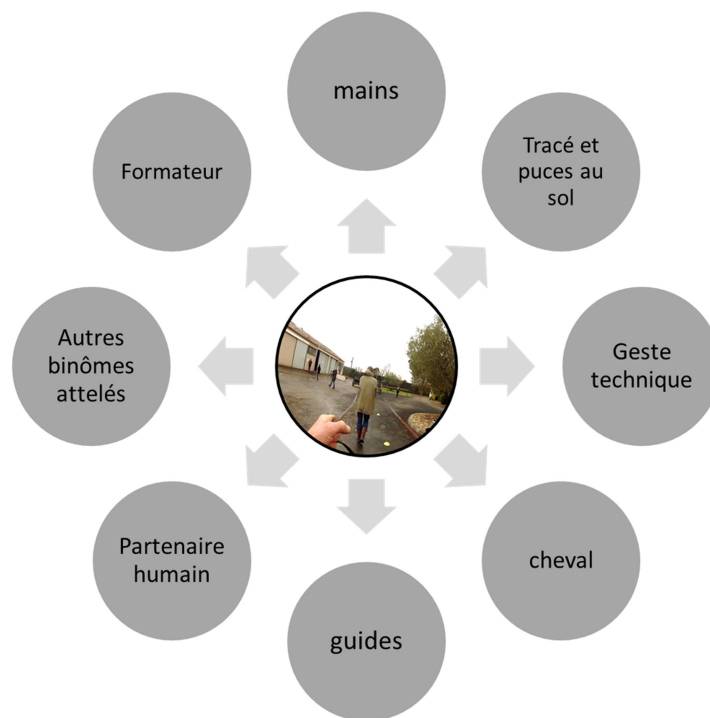 mains
Tracé et
puces au
sol
Geste
technique
cheval
guides
Partenaire
humain
Autres
binômes
attelés
Formateur